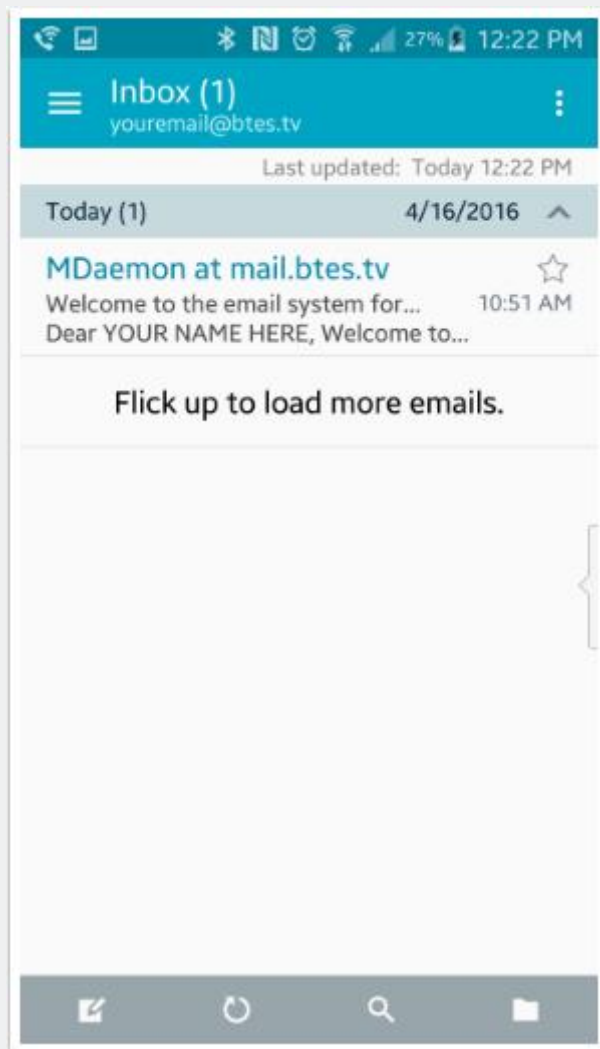 27% 12:22 PM
Inbox (1)
youremail@btes.tv
Last updated: Today 12:22 PM
Today (1) 4/16/2016
MDaemon at mail.btes.tv
Welcome to the email system for... 10:51 AM
Dear YOUR NAME HERE, Welcome to...
Flick up to load more emails.